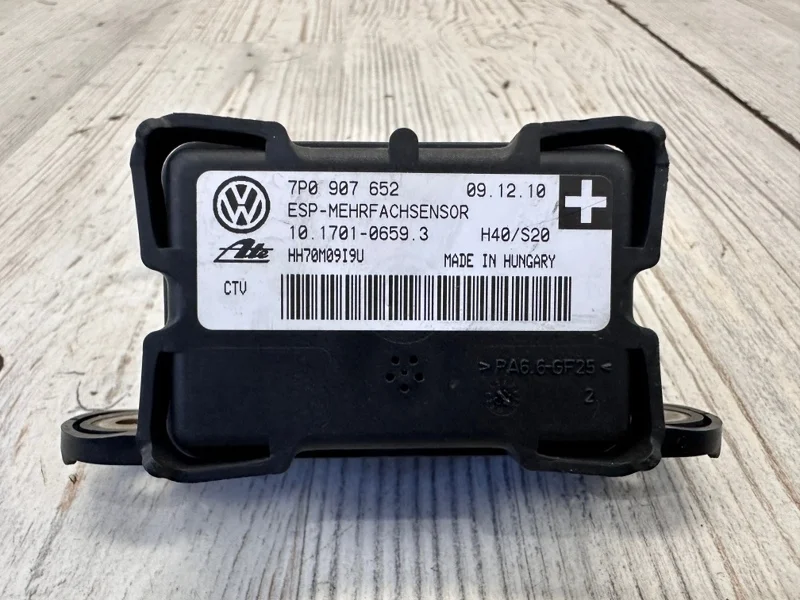 7P0 907 652 09.12.10
ESP-MEHRFACHSENSOR
10.1701-0659.3 H40/S20
Ate HH70M09I9U MADE IN HUNGARY
CTV
>PA6.6-GF25<
2